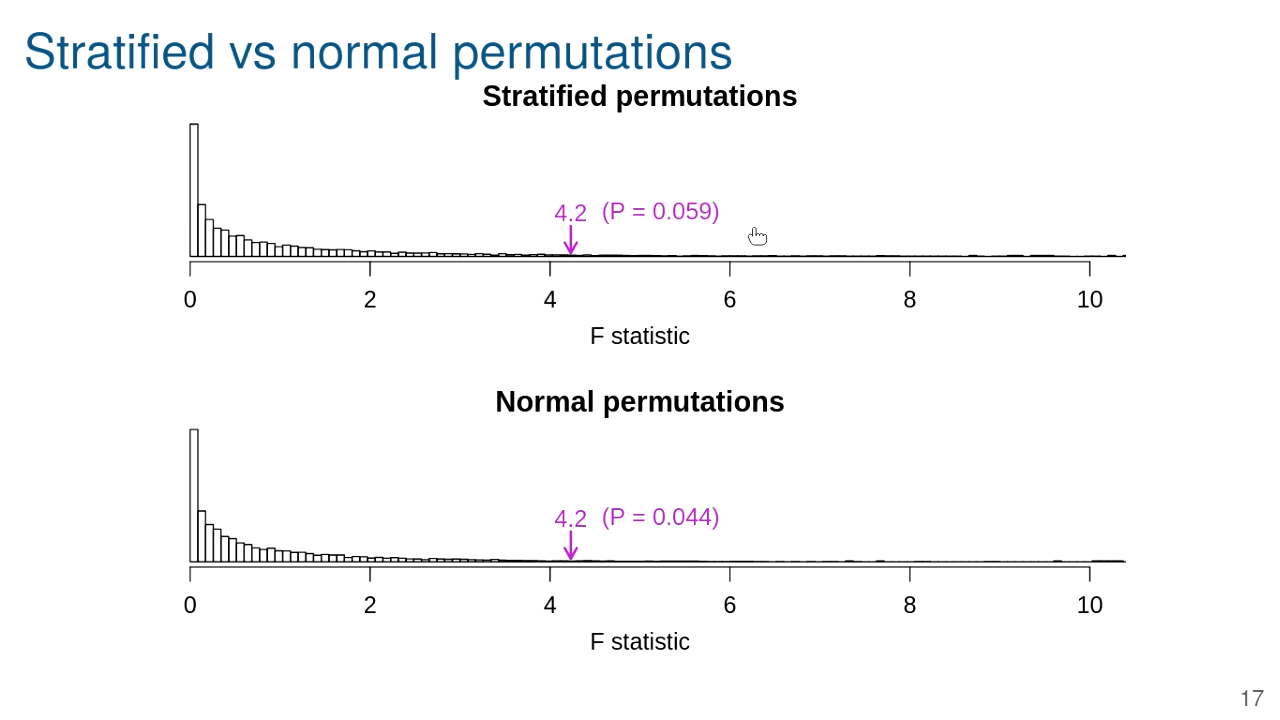 Stratified vs normal permutations
Stratified permutations
4.2 (P = 0.059)
0 2 4 6 8 10
F statistic
Normal permutations
4.2 (P = 0.044)
0 2 4 6 8 10
F statistic
17